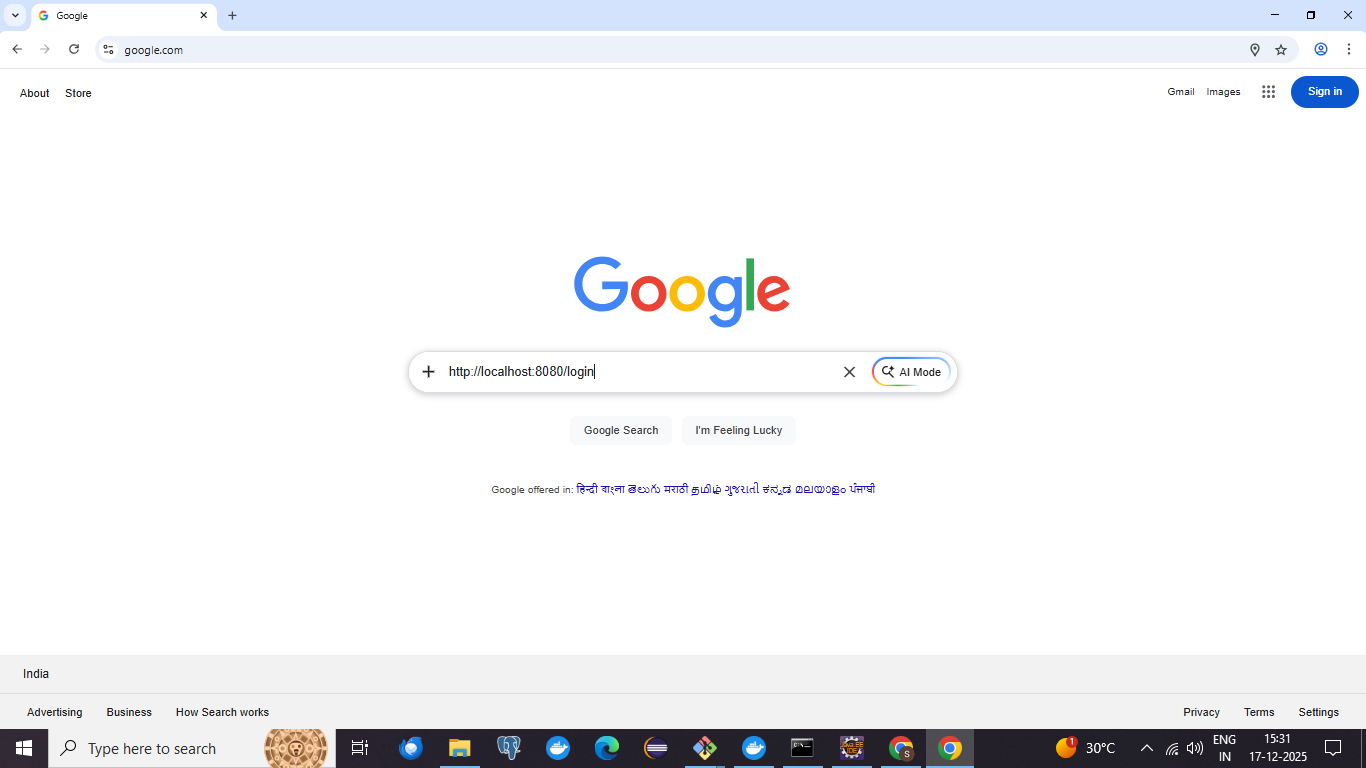 Google
google.com
About Store Gmail Images Sign in
Google
http://localhost:8080/login AI Mode
Google Search I'm Feeling Lucky
Google offered in: हिन्दी বাংলা తెలుగు मराठी தமிழ் ગુજરાતી ಕನ್ನಡ മലയാളം ਪੰਜਾਬੀ
India
Advertising Business How Search works Privacy Terms Settings
Type here to search 1 30°C ENG IN 15:31 17-12-2025